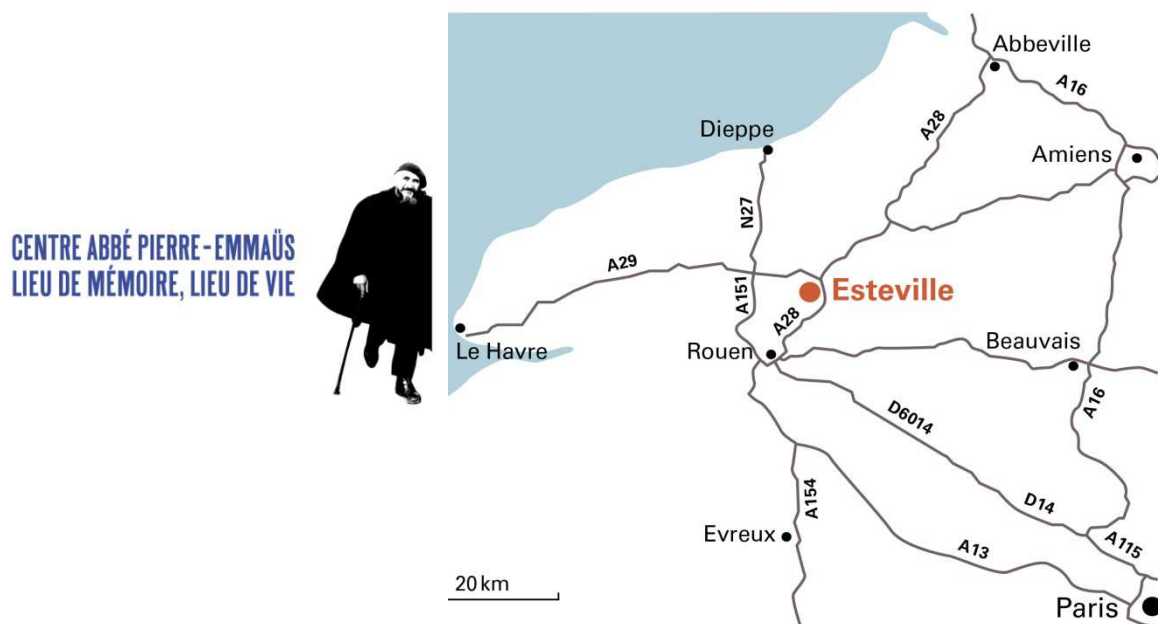 CENTRE ABBÉ PIERRE-EMMAÜS
LIEU DE MÉMOIRE, LIEU DE VIE
Abbeville
A16
A28
Dieppe
Amiens
N27
A29
A151
Esteville
A28
Le Havre
Rouen
Beauvais
A16
D6014
A154
D14
Evreux
A13
A115
20 km
Paris